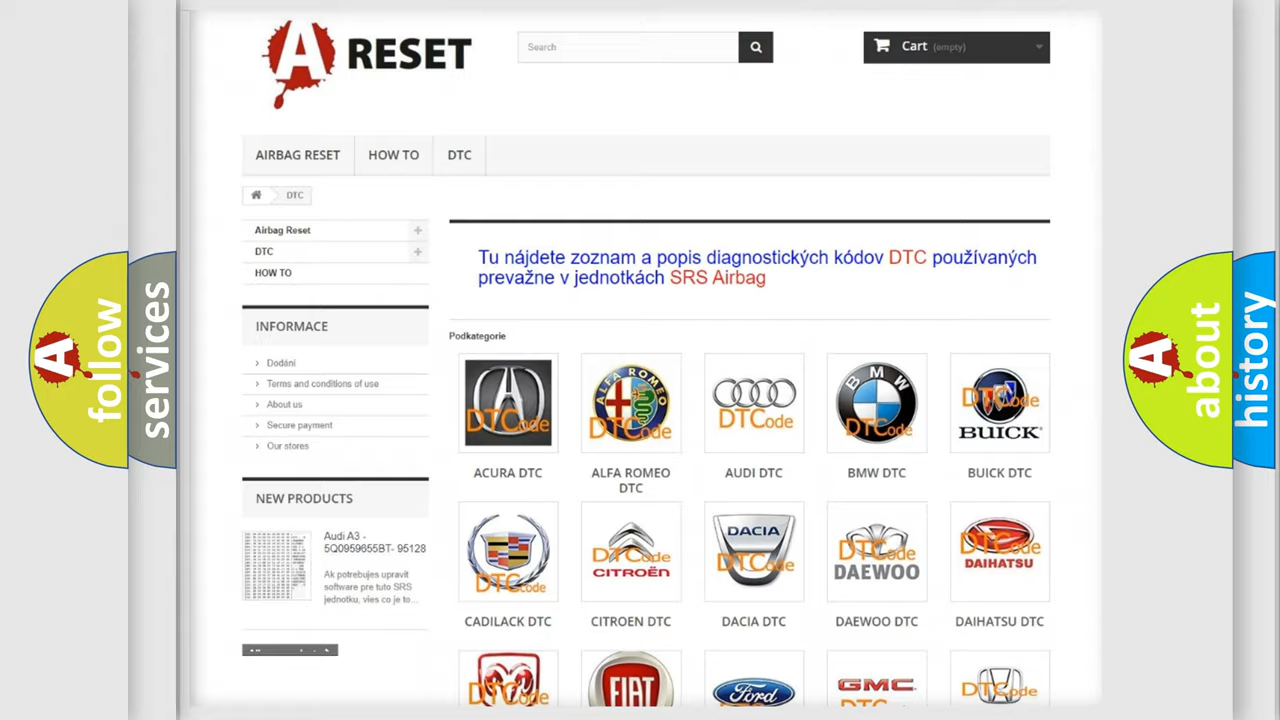 A RESET
Search
Cart (empty)
AIRBAG RESET
HOW TO
DTC
DTC
Airbag Reset
DTC
HOW TO
INFORMACE
Dodání
Terms and conditions of use
About us
Secure payment
Our stores
NEW PRODUCTS
Audi A3 -
5Q0959655BT- 95128
Ak potrebujes upravit
software pre tuto SRS
jednotku, vies co je to...
Tu nájdete zoznam a popis diagnostických kódov DTC používaných
prevažne v jednotkách SRS Airbag
Podkategorie
DTCode
ALFA ROMEO
DTCode
DTCode
BMW
DTCode
DTCode
BUICK
ACURA DTC
ALFA ROMEO
DTC
AUDI DTC
BMW DTC
BUICK DTC
DTCode
DTCode
CITROËN
DACIA
DTCode
DTCode
DAEWOO
DTCode
DAIHATSU
CADILACK DTC
CITROEN DTC
DACIA DTC
DAEWOO DTC
DAIHATSU DTC
DTCode
FIAT
Ford
GMC
DTCode
A follow
services
A about
history